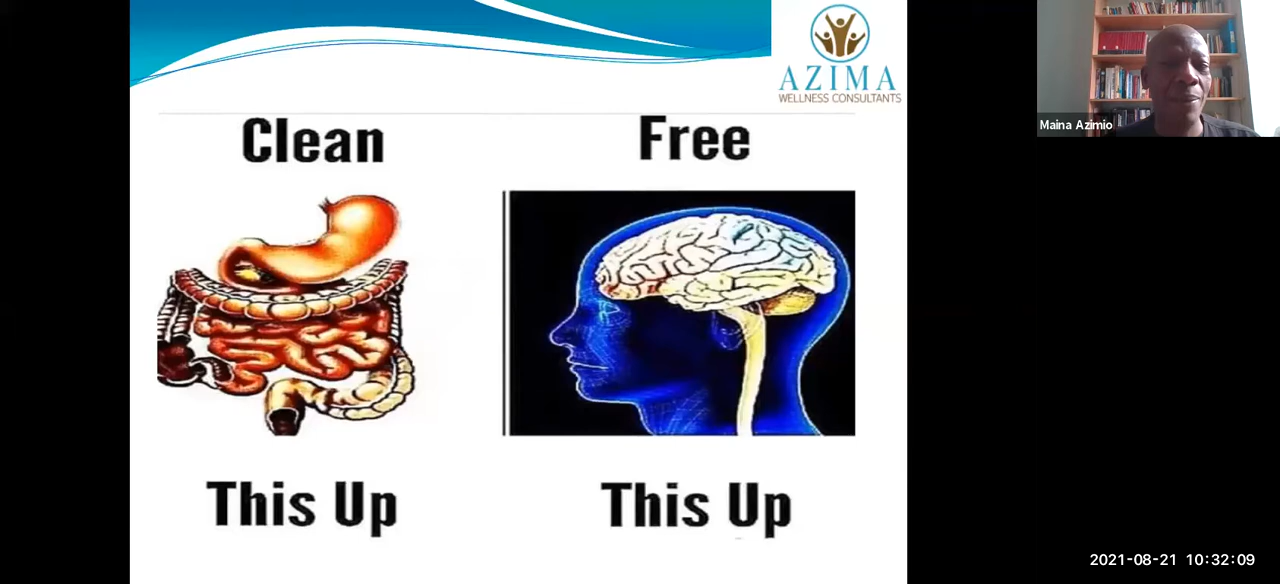 AZIMA
WELLNESS CONSULTANTS
Maina Azimio
Clean
Free
This Up
This Up
2021-08-21 10:32:09